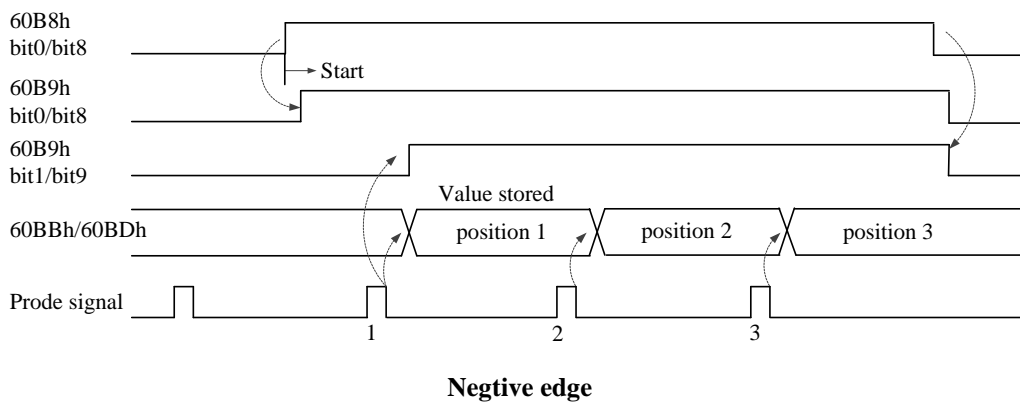 60B8h
bit0/bit8
Start
60B9h
bit0/bit8
60B9h
bit1/bit9
Value stored
60BBh/60BDh
position 1
position 2
position 3
Prode signal
1
2
3
Negtive edge